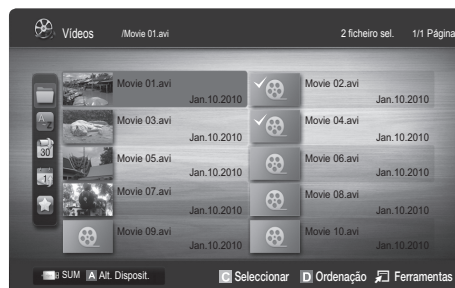 Vídeos /Movie 01.avi 2 ficheiro sel. 1/1 Página
Movie 01.avi Movie 02.avi
Jan.10.2010 Jan.10.2010
Movie 03.avi Movie 04.avi
Jan.10.2010 Jan.10.2010
30
Movie 05.avi Movie 06.avi
Jan.10.2010 Jan.10.2010
1
Movie 07.avi Movie 08.avi
Jan.10.2010 Jan.10.2010
Movie 09.avi Movie 10.avi
Jan.10.2010 Jan.10.2010
SUM A Alt. Disposit. C Seleccionar D Ordenação Ferramentas